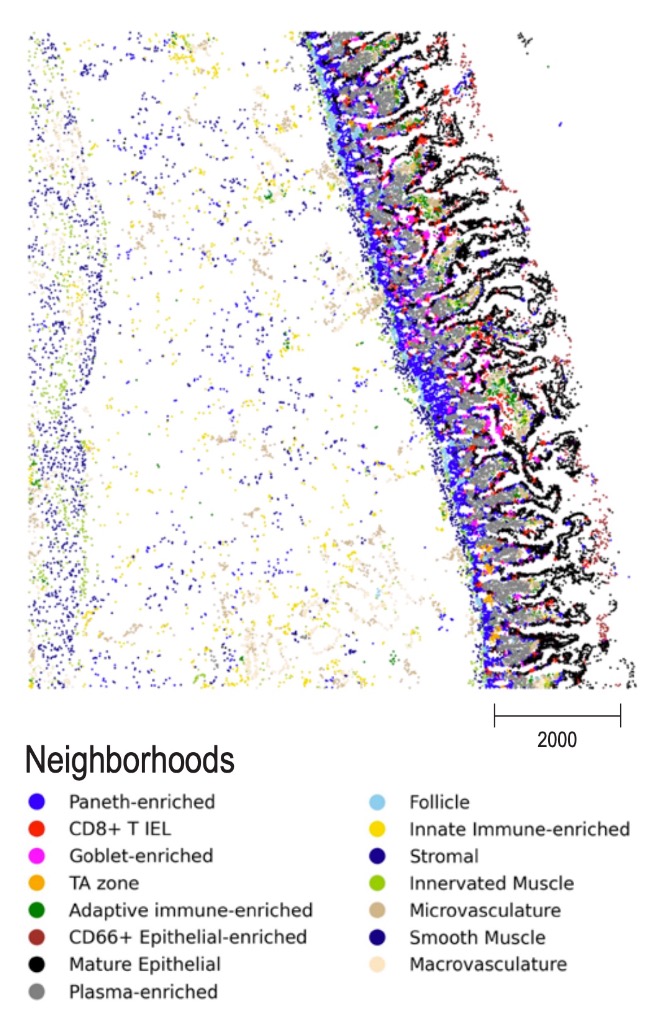 2000
Neighborhoods
Paneth-enriched
CD8+ T IEL
Goblet-enriched
TA zone
Adaptive immune-enriched
CD66+ Epithelial-enriched
Mature Epithelial
Plasma-enriched
Follicle
Innate Immune-enriched
Stromal
Innervated Muscle
Microvasculature
Smooth Muscle
Macrovasculature